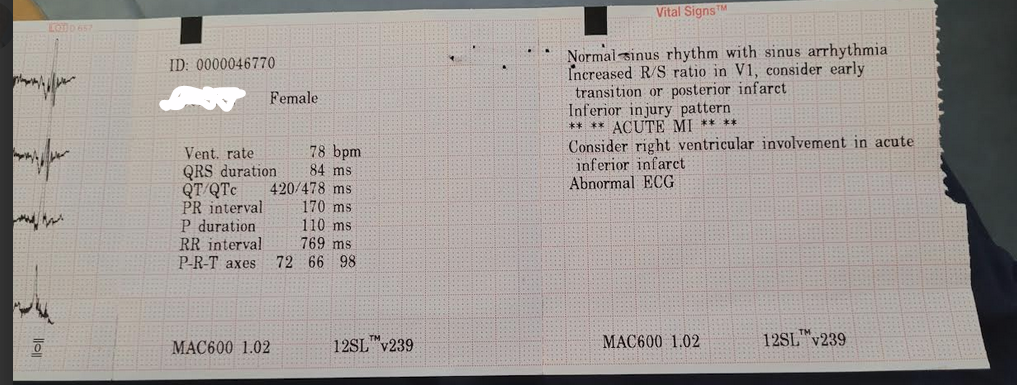 Vital Signs™
ID: 0000046770
Female
Vent. rate 78 bpm
QRS duration 84 ms
QT/QTc 420/478 ms
PR interval 170 ms
P duration 110 ms
RR interval 769 ms
P-R-T axes 72 66 98
MAC600 1.02 12SL™v239
Normal sinus rhythm with sinus arrhythmia
Increased R/S ratio in V1, consider early
transition or posterior infarct
Inferior injury pattern
** ** ACUTE MI ** **
Consider right ventricular involvement in acute
inferior infarct
Abnormal ECG
MAC600 1.02 12SL™v239